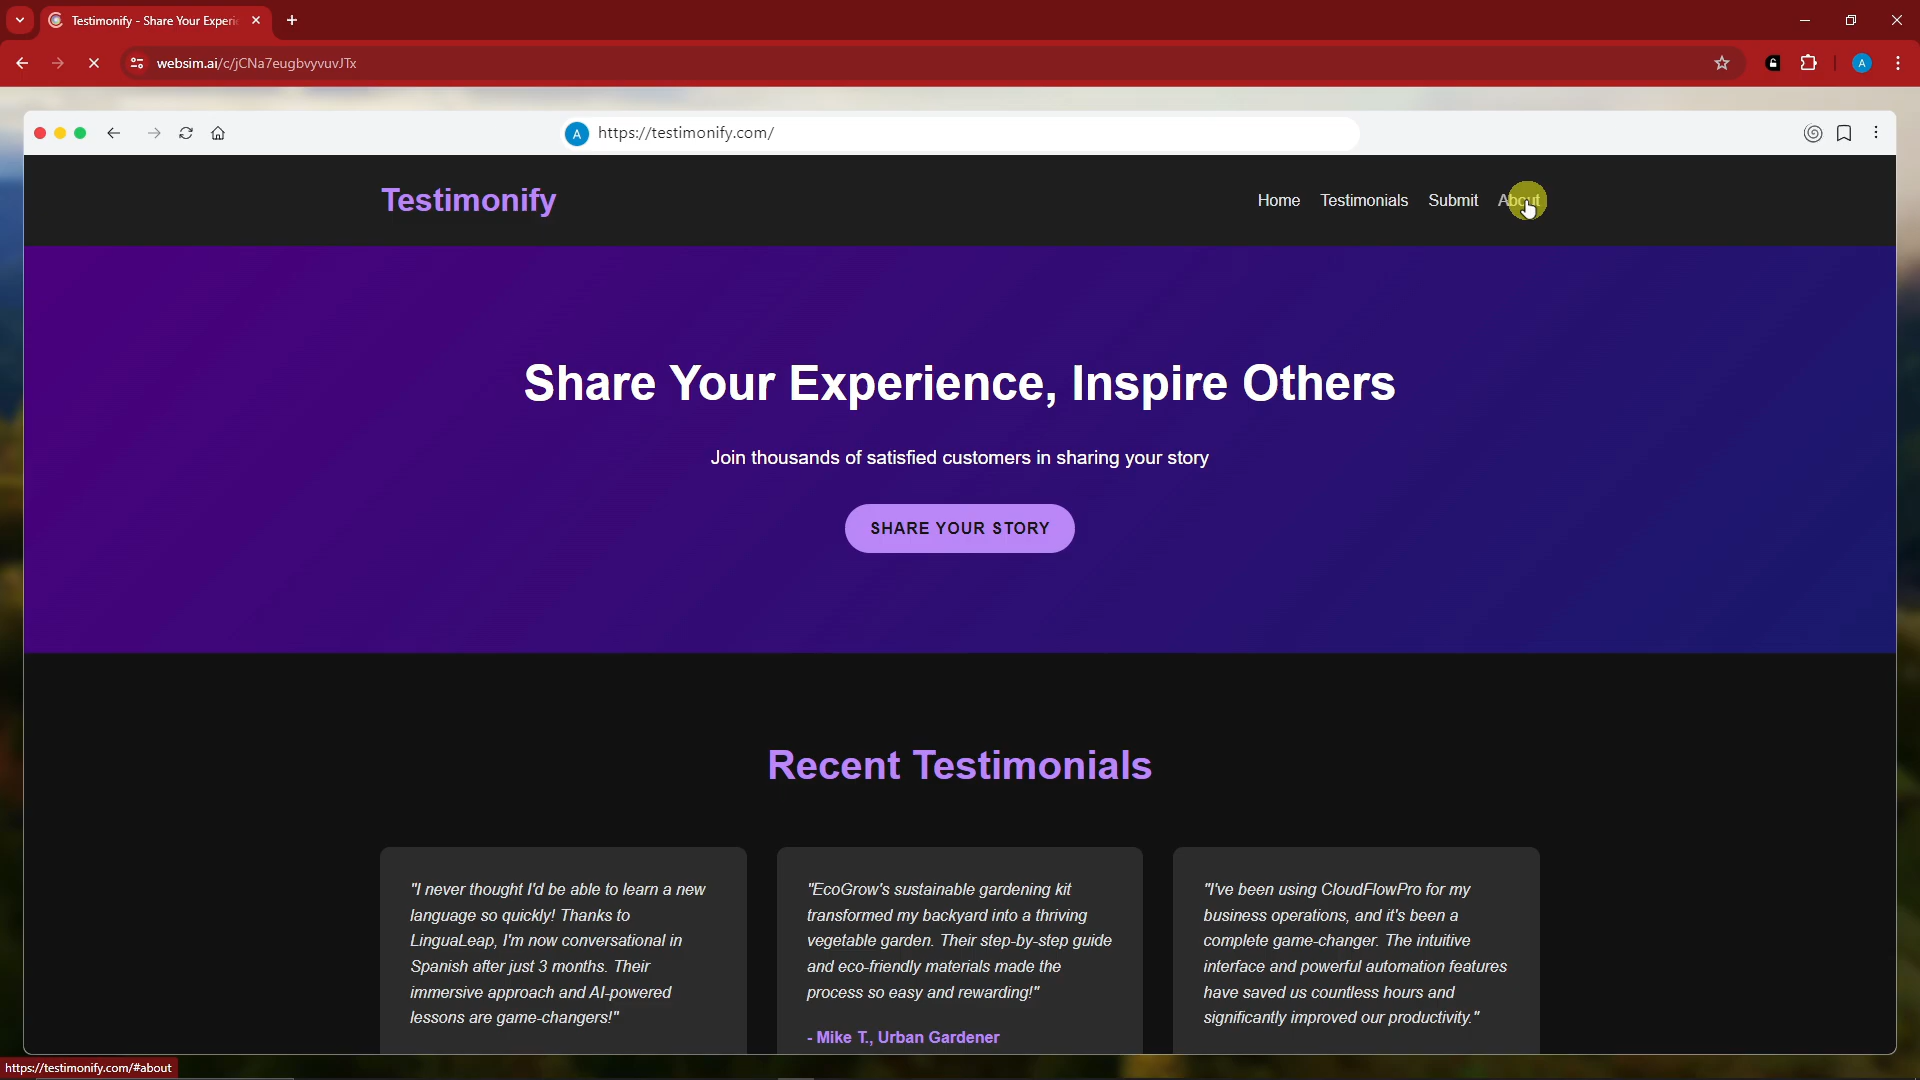 Testimonify - Share Your Experi
websim.ai/c/jCNa7eugbvyvuvJTx
A
A https://testimonify.com/
Testimonify
Home Testimonials Submit About
Share Your Experience, Inspire Others
Join thousands of satisfied customers in sharing your story
SHARE YOUR STORY
Recent Testimonials
"I never thought I'd be able to learn a new
language so quickly! Thanks to
LinguaLeap, I'm now conversational in
Spanish after just 3 months. Their
immersive approach and AI-powered
lessons are game-changers!"
"EcoGrow's sustainable gardening kit
transformed my backyard into a thriving
vegetable garden. Their step-by-step guide
and eco-friendly materials made the
process so easy and rewarding!"
- Mike T., Urban Gardener
"I've been using CloudFlowPro for my
business operations, and it's been a
complete game-changer. The intuitive
interface and powerful automation features
have saved us countless hours and
significantly improved our productivity."
https://testimonify.com/#about